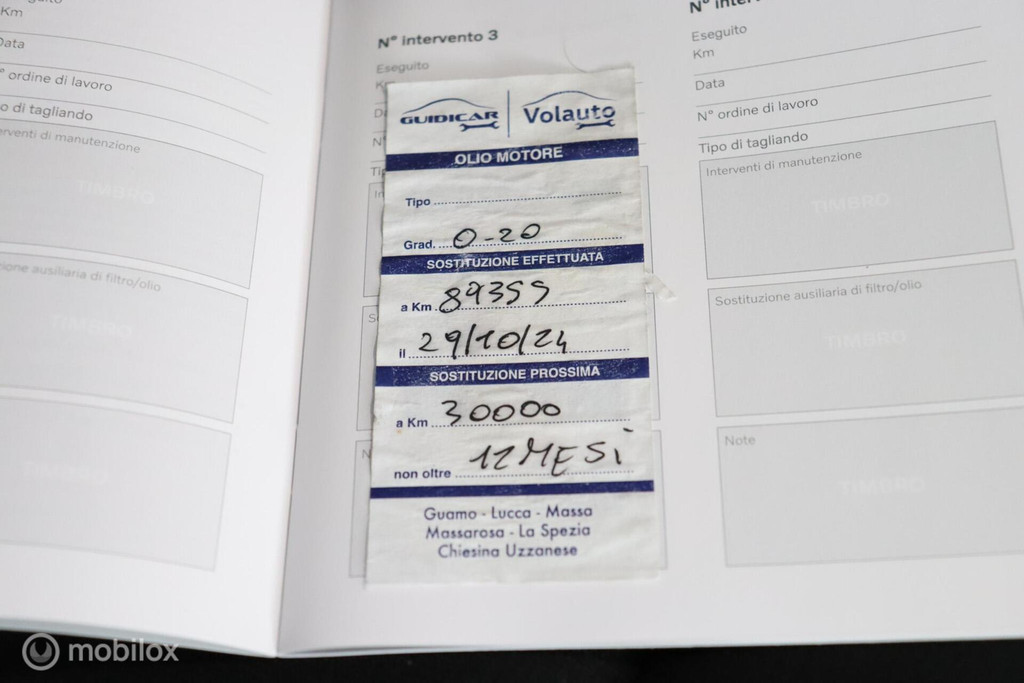 Km
Data
N° ordine di lavoro
Tipo di tagliando
Interventi di manutenzione
TIMBRO
ausiliaria di filtro/olio
TIMBRO
TIMBRO
N° intervento 3
Eseguito
GUIDICAR Volauto
OLIO MOTORE
Tipo
Grad. 0-20
SOSTITUZIONE EFFETTUATA
a Km 89355
il 29/10/24
SOSTITUZIONE PROSSIMA
a Km 30000
non oltre 12 MESI
Guamo - Lucca - Massa
Massarosa - La Spezia
Chiesina Uzzanese
Eseguito
Km
Data
N° ordine di lavoro
Tipo di tagliando
Interventi di manutenzione
TIMBRO
Sostituzione ausiliaria di filtro/olio
TIMBRO
Note
TIMBRO
mobilox